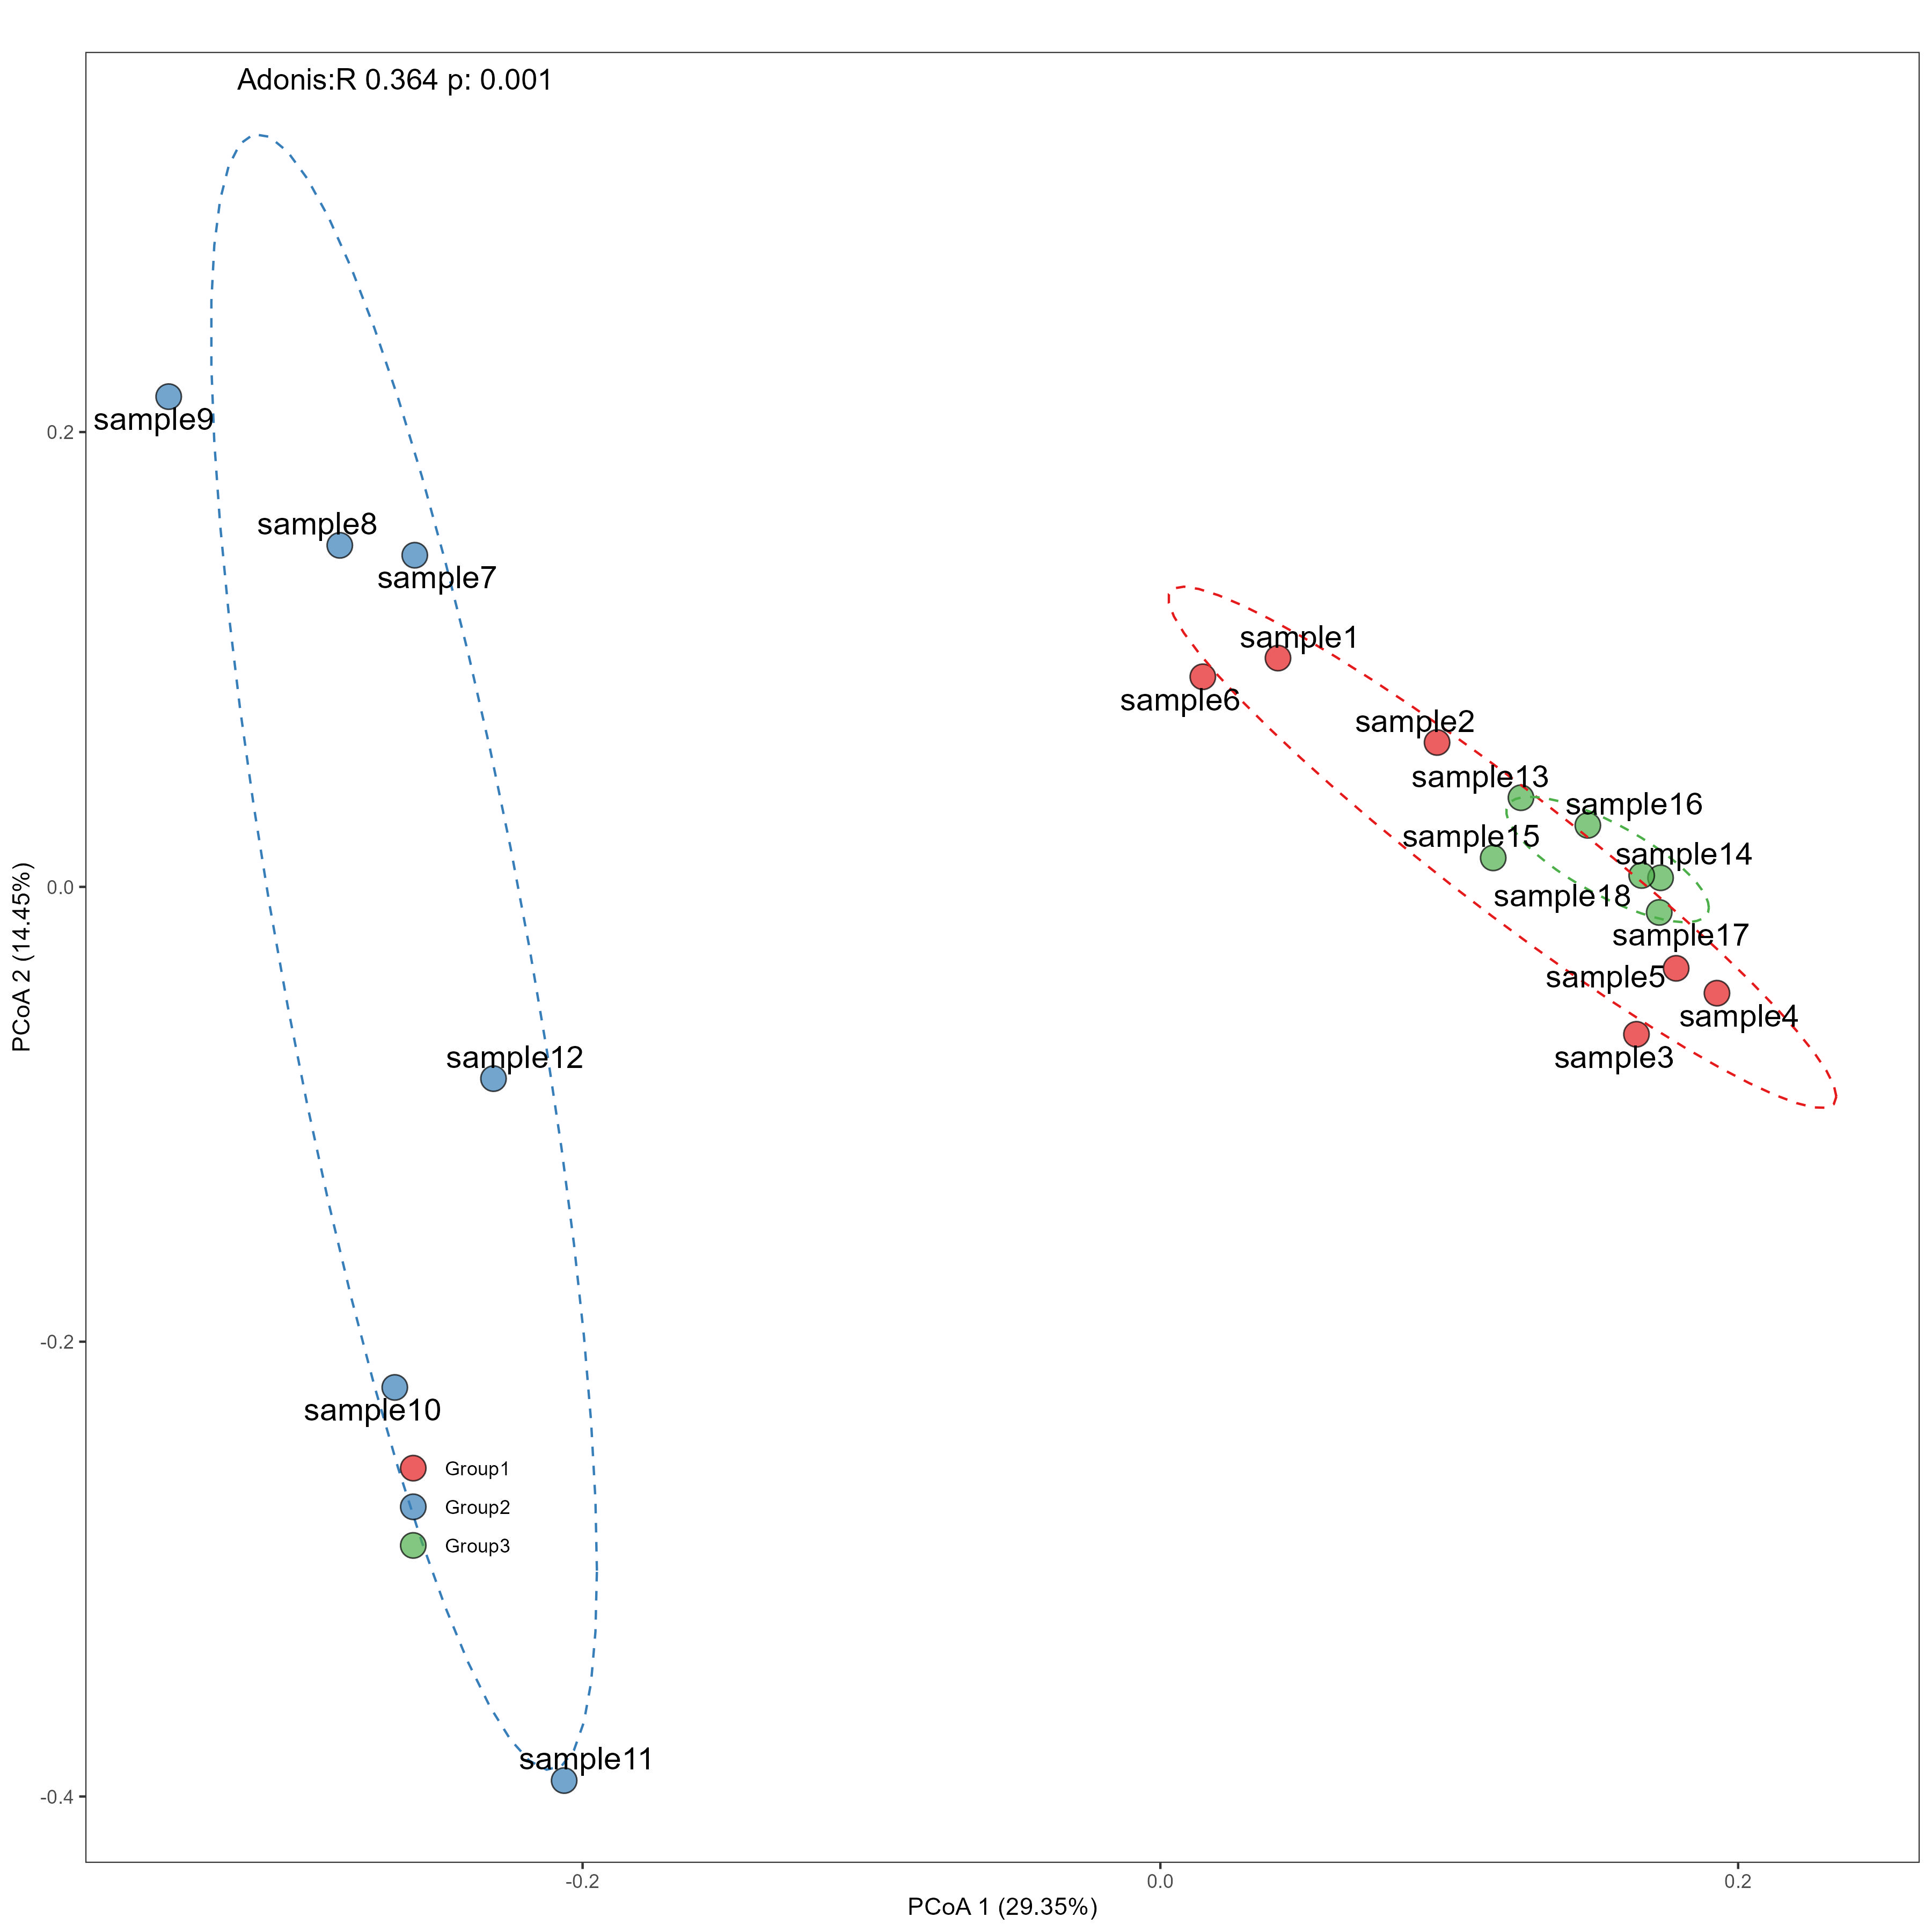 Adonis:R 0.364 p: 0.001
sample9
0.2
sample8
sample7
sample1
sample6
sample2
sample13
sample16
sample15
sample14
0.0
sample18
sample17
sample5
sample4
sample3
PCoA 2 (14.45%)
sample12
-0.2
sample10
Group1
Group2
Group3
sample11
-0.4
-0.2
0.0
0.2
PCoA 1 (29.35%)